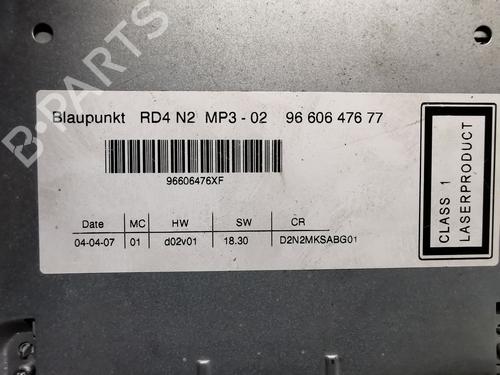 Blaupunkt RD4 N2 MP3 - 02 96 606 476 77
96606476XF
Date MC HW SW CR
04-04-07 01 d02v01 18.30 D2N2MKSABG01
CLASS 1
LASERPRODUCT
B-PARTS